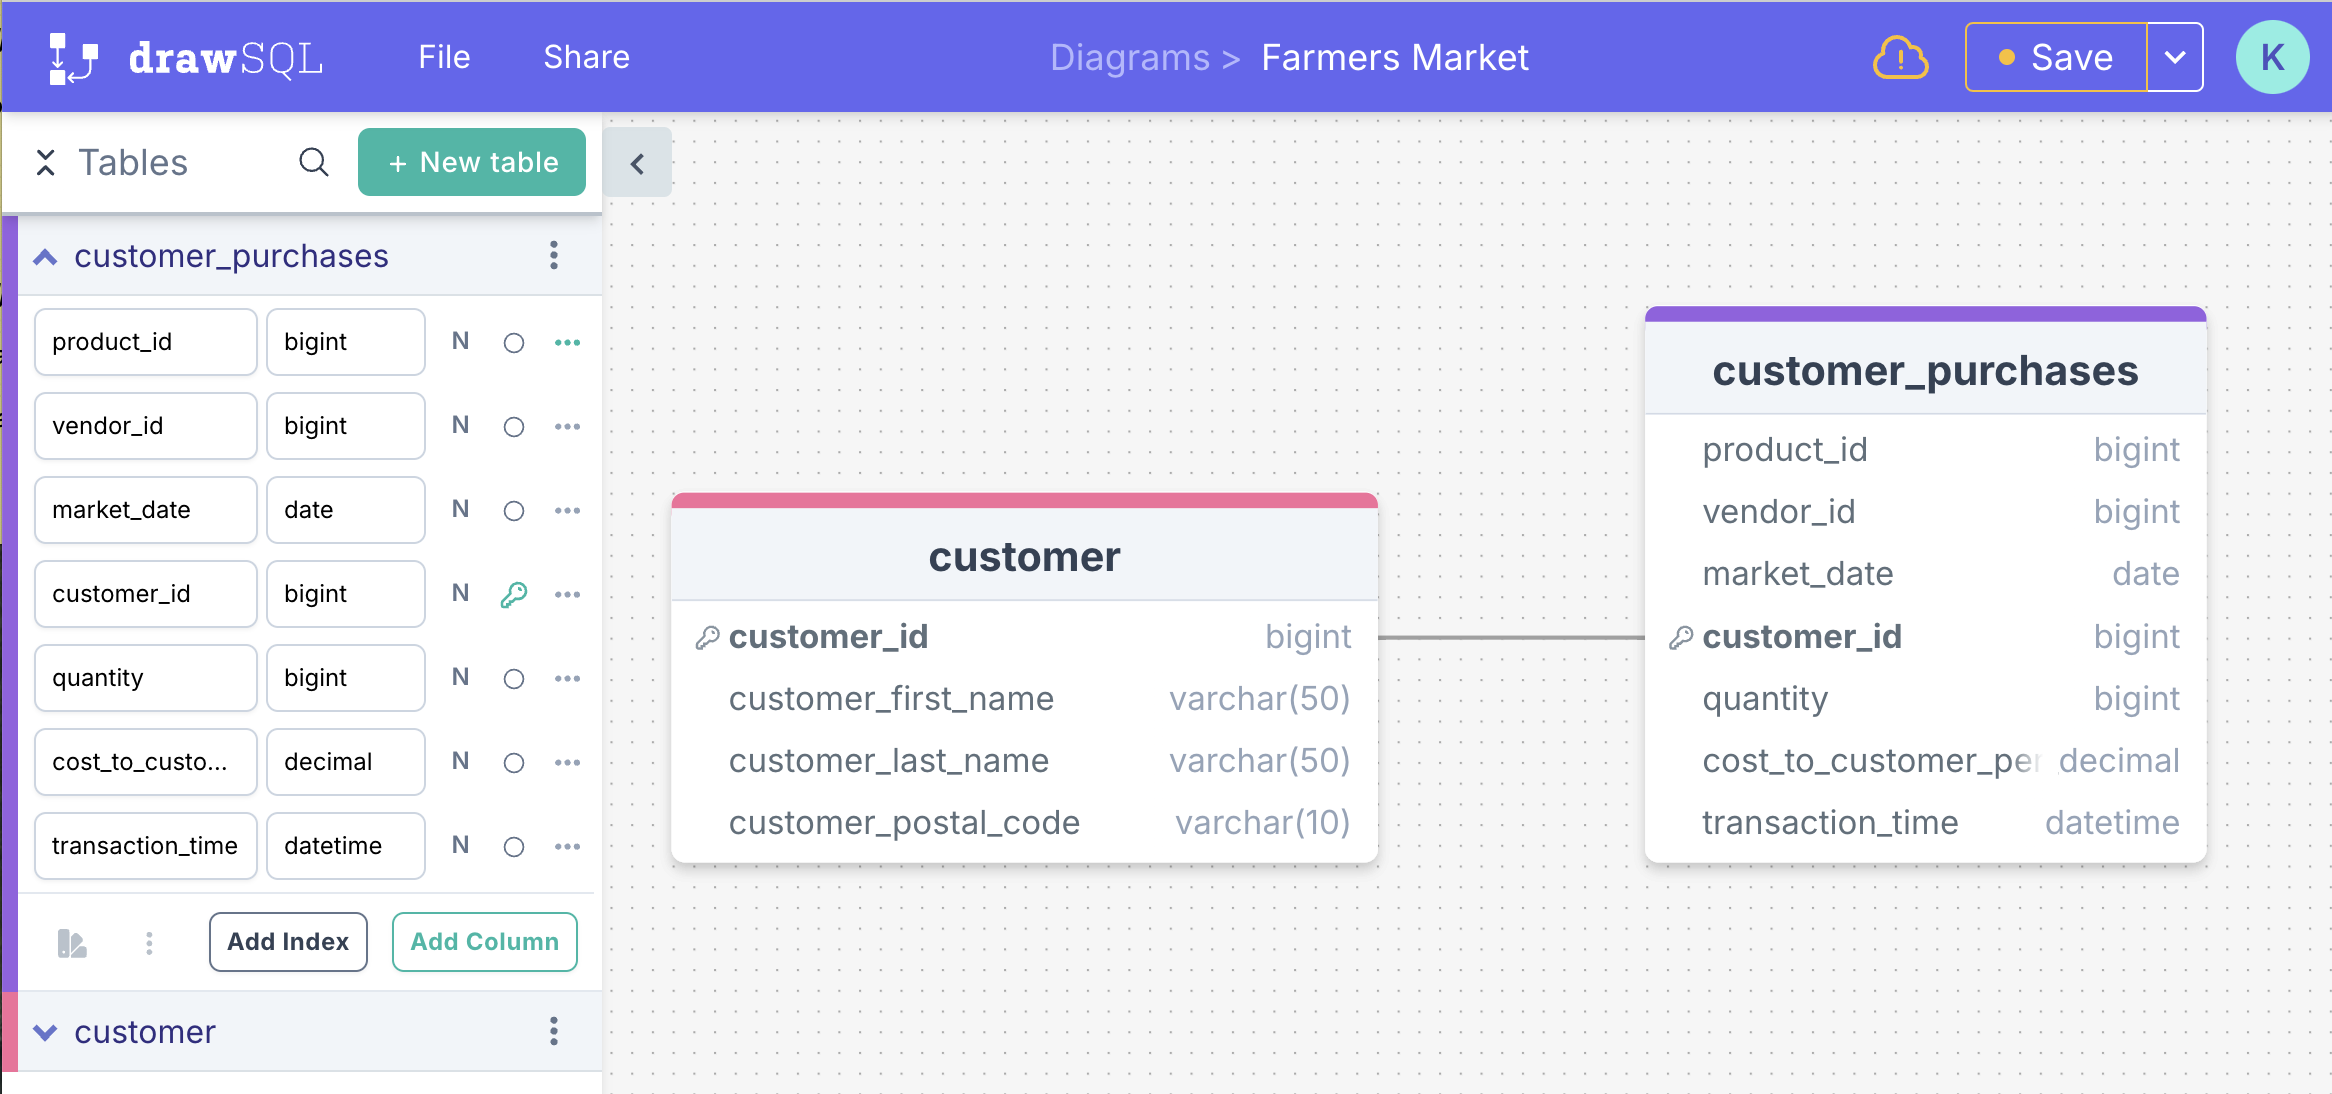 drawSQL File Share Diagrams > Farmers Market Save K
Tables + New table
customer_purchases
product_id bigint N
vendor_id bigint N
market_date date N
customer_id bigint N
quantity bigint N
cost_to_custo... decimal N
transaction_time datetime N
Add Index Add Column
customer
customer
customer_id bigint
customer_first_name varchar(50)
customer_last_name varchar(50)
customer_postal_code varchar(10)
customer_purchases
product_id bigint
vendor_id bigint
market_date date
customer_id bigint
quantity bigint
cost_to_customer_per decimal
transaction_time datetime